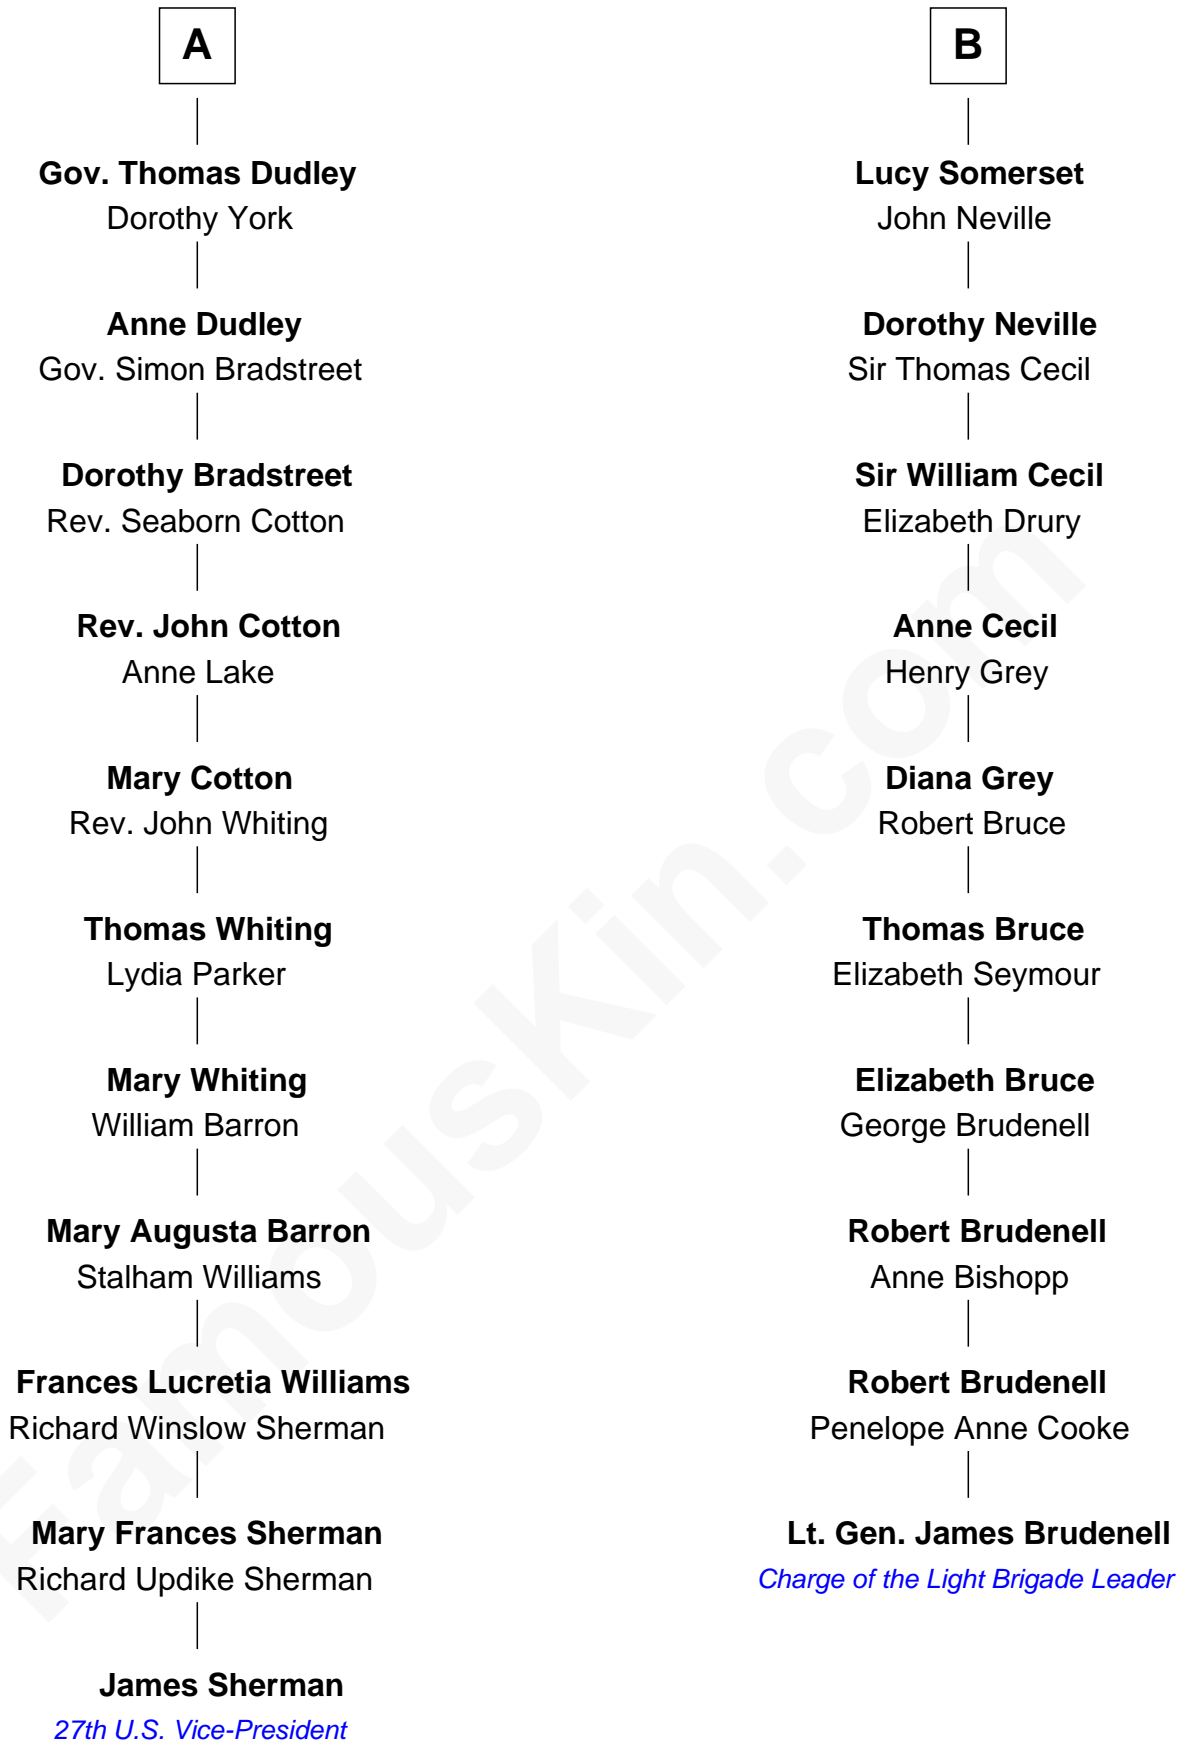 A
Gov. Thomas Dudley
Dorothy York
Anne Dudley
Gov. Simon Bradstreet
Dorothy Bradstreet
Rev. Seaborn Cotton
Rev. John Cotton
Anne Lake
Mary Cotton
Rev. John Whiting
Thomas Whiting
Lydia Parker
Mary Whiting
William Barron
Mary Augusta Barron
Stalham Williams
Frances Lucretia Williams
Richard Winslow Sherman
Mary Frances Sherman
Richard Updike Sherman
James Sherman
27th U.S. Vice-President
B
Lucy Somerset
John Neville
Dorothy Neville
Sir Thomas Cecil
Sir William Cecil
Elizabeth Drury
Anne Cecil
Henry Grey
Diana Grey
Robert Bruce
Thomas Bruce
Elizabeth Seymour
Elizabeth Bruce
George Brudenell
Robert Brudenell
Anne Bishopp
Robert Brudenell
Penelope Anne Cooke
Lt. Gen. James Brudenell
Charge of the Light Brigade Leader
FamousKin.com